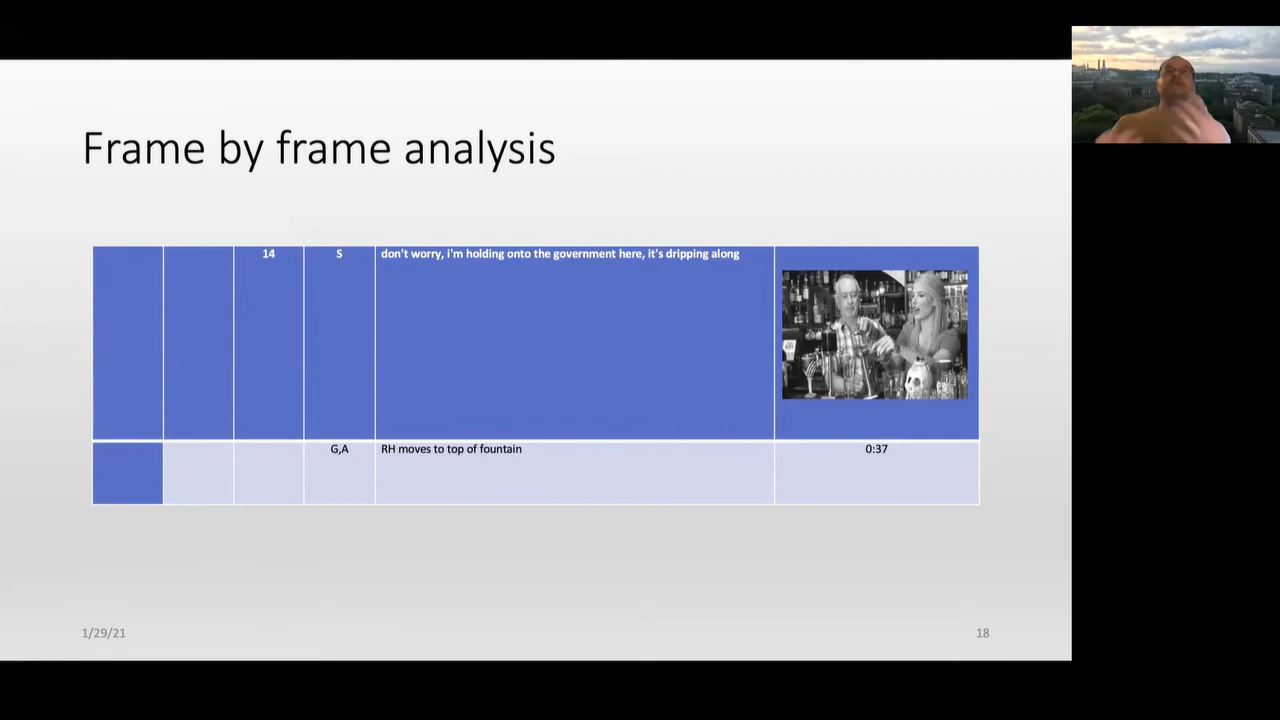 Frame by frame analysis
14
S
don't worry, i'm holding onto the government here, it's dripping along
G,A
RH moves to top of fountain
0:37
1/29/21
18